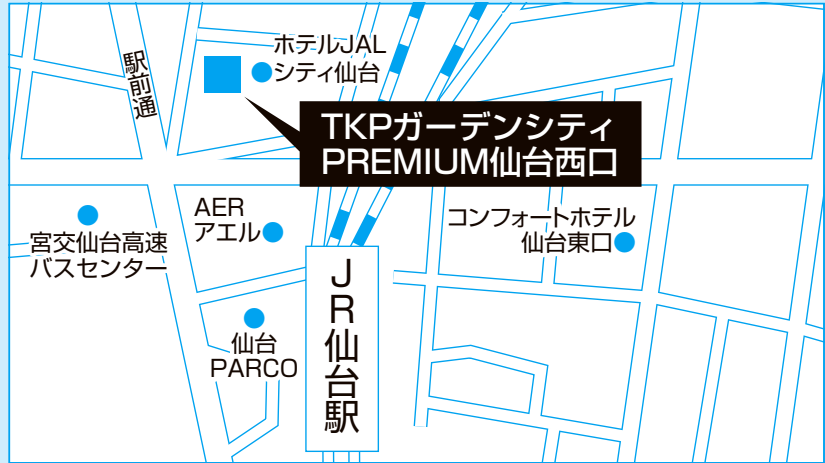 駅前通
ホテルJAL
シティ仙台
TKPガーデンシティ
PREMIUM仙台西口
宮交仙台高速
バスセンター
AER
アエル
コンフォートホテル
仙台東口
仙台
PARCO
JR仙台駅